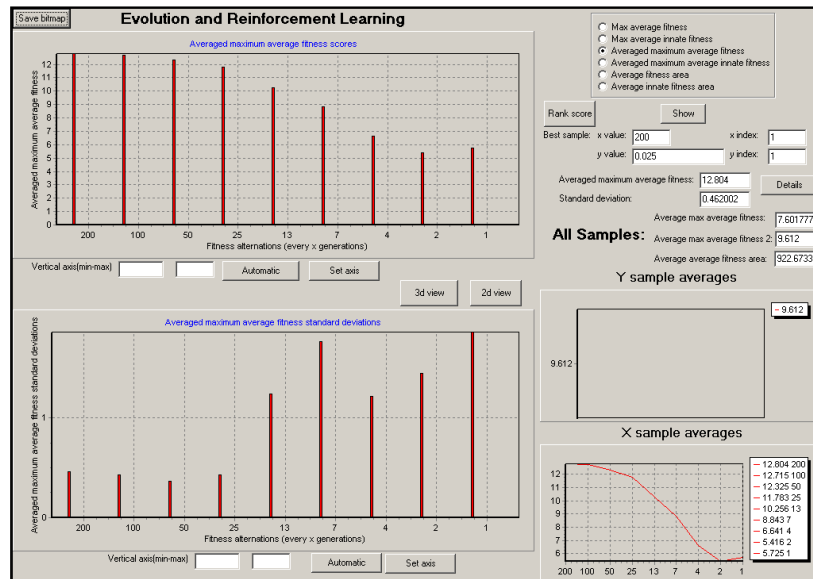 Save bitmap
Evolution and Reinforcement Learning
Averaged maximum average fitness scores
Averaged maximum average fitness
12
11
10
9
8
7
6
5
4
3
2
1
0
200 100 50 25 13 7 4 2 1
Fitness alternations (every x generations)
Vertical axis(min-max) Automatic Set axis
3d view 2d view
Averaged maximum average fitness standard deviations
Averaged maximum average fitness standard deviations
1
0
200 100 50 25 13 7 4 2 1
Fitness alternations (every x generations)
Vertical axis(min-max) Automatic Set axis
Max average fitness
Max average innate fitness
Averaged maximum average fitness
Averaged maximum average innate fitness
Average fitness area
Average innate fitness area
Rank score Show
Best sample: x value: 200 x index: 1
y value: 0.025 y index: 1
Averaged maximum average fitness: 12.804
Standard deviation: 0.462002
Details
All Samples:
Average max average fitness: 7.601777
Average max average fitness 2: 9.612
Average average fitness area: 922.6733
Y sample averages
9.612
9.612
X sample averages
12
11
10
9
8
7
6
200 100 50 25 13 7 4 2 1
12.804 200
12.715 100
12.325 50
11.783 25
10.256 13
8.843 7
6.641 4
5.416 2
5.725 1